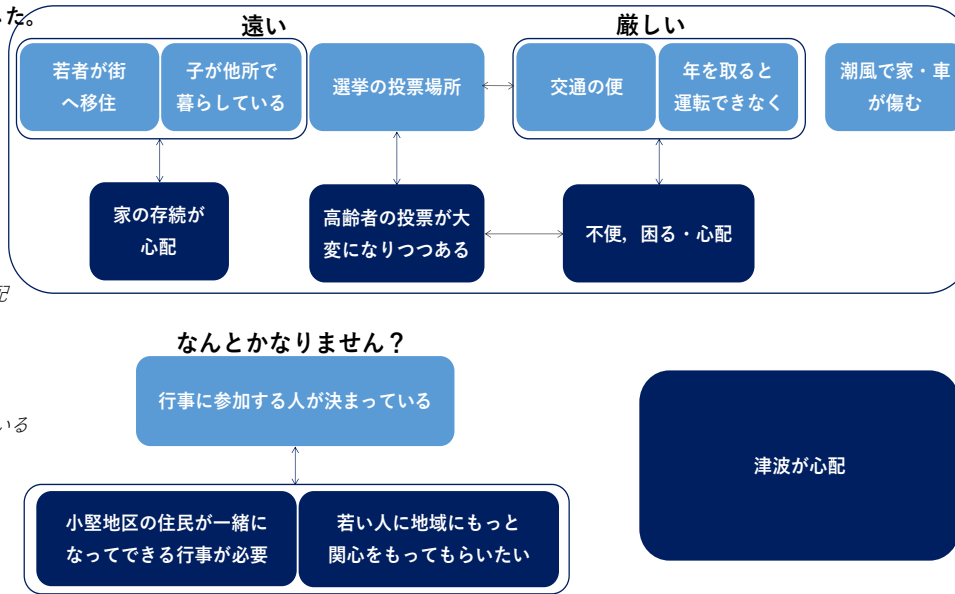 た。
遠い
厳しい
若者が街
へ移住
子が他所で
暮らしている
選挙の投票場所
交通の便
年を取ると
運転できなく
潮風で家・車
が傷む
家の存続が
心配
高齢者の投票が大
変になりつつある
不便，困る・心配
配
なんとかなりません？
行事に参加する人が決まっている
いる
津波が心配
小竪地区の住民が一緒に
なってできる行事が必要
若い人に地域にもっと
関心をもってもらいたい